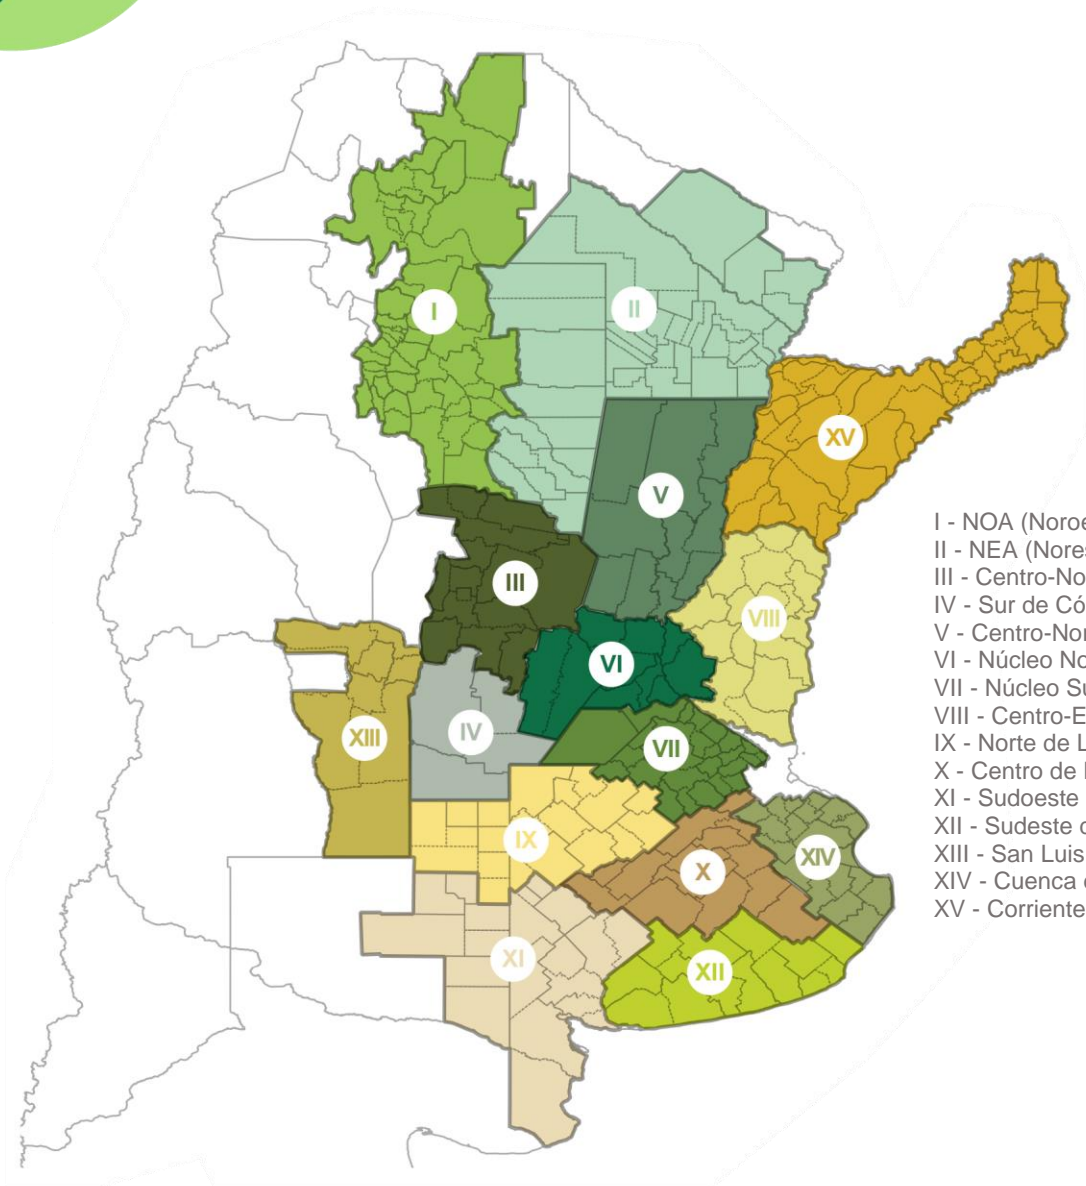 I
II
XV
V
III
VIII
VI
IV
XIII
VII
IX
XIV
X
XI
XII
I - NOA (Noroe
II - NEA (Nores
III - Centro-No
IV - Sur de Có
V - Centro-Nor
VI - Núcleo No
VII - Núcleo Su
VIII - Centro-E
IX - Norte de L
X - Centro de
XI - Sudoeste
XII - Sudeste d
XIII - San Luis
XIV - Cuenca
XV - Corriente